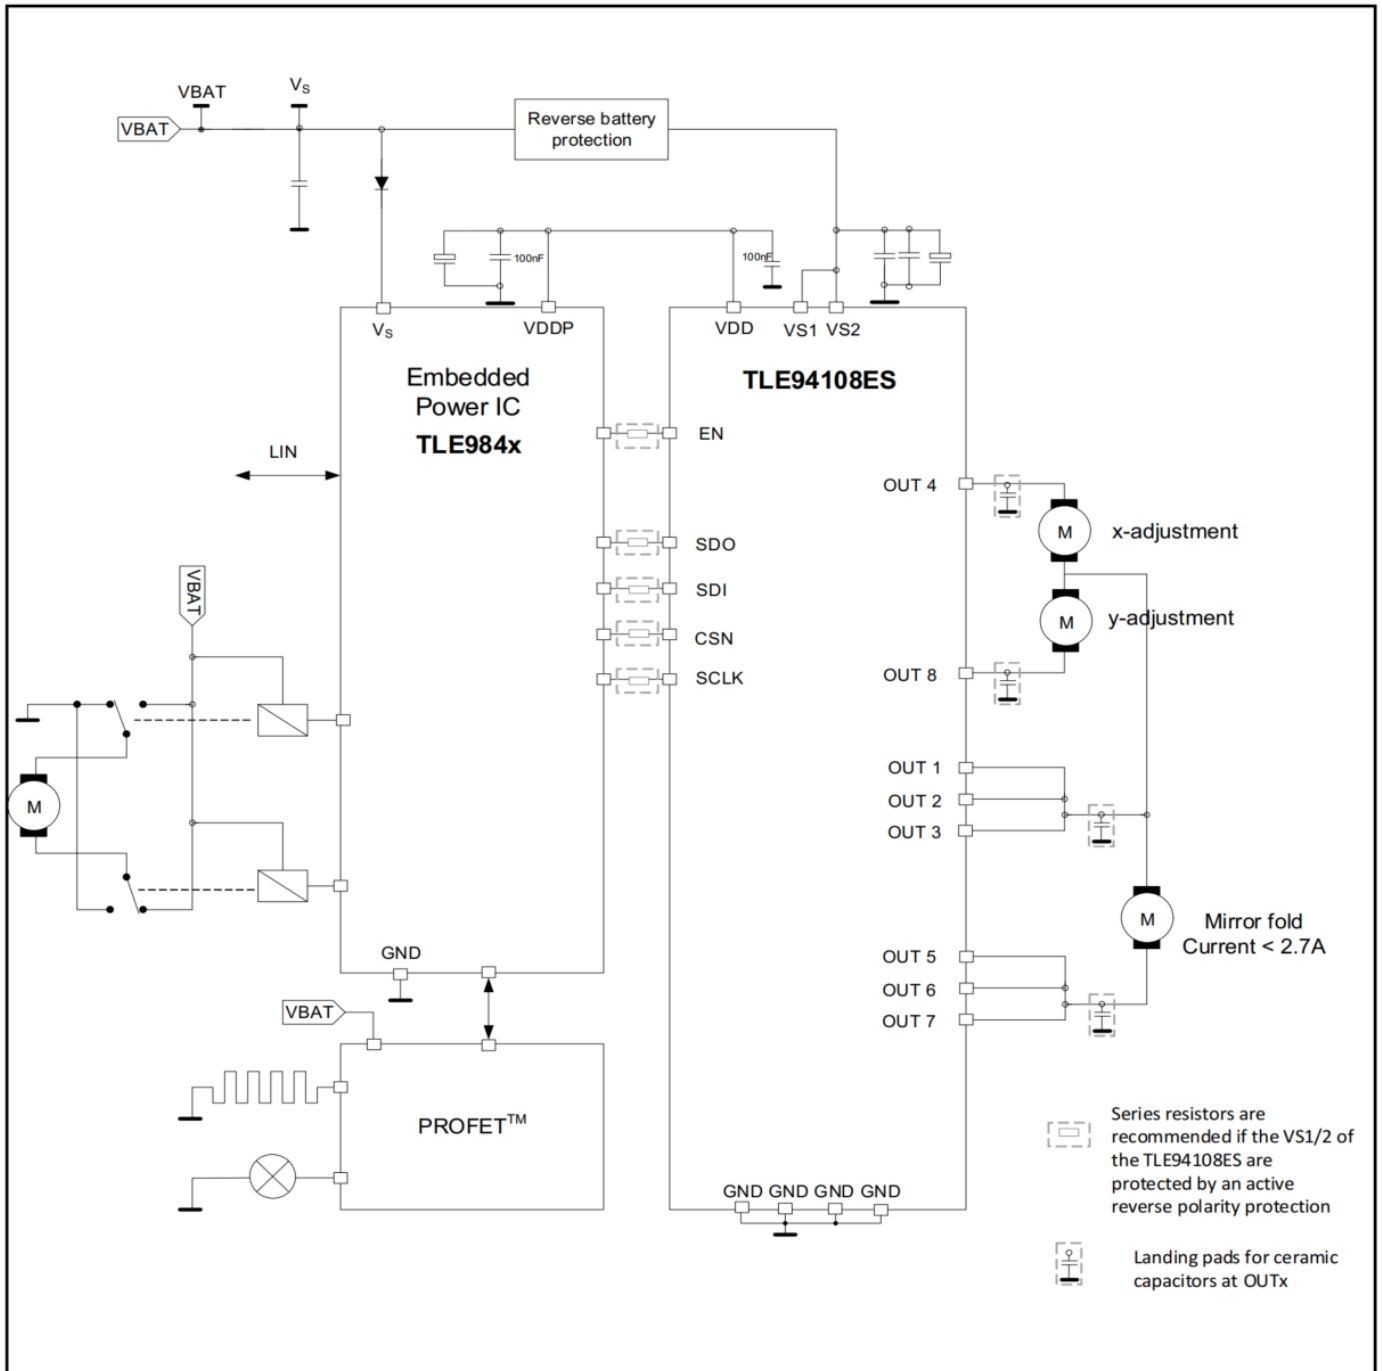 VBAT
V_S
VBAT
Reverse battery
protection
100nF
100nF
V_S
VDDP
VDD
VS1
VS2
Embedded
Power IC
TLE984x
TLE94108ES
EN
LIN
OUT 4
M
x-adjustment
SDO
VBAT
SDI
M
y-adjustment
CSN
SCLK
OUT 8
OUT 1
OUT 2
OUT 3
M
M
Mirror fold
Current < 2.7A
GND
OUT 5
OUT 6
OUT 7
VBAT
PROFET™
Series resistors are
recommended if the VS1/2 of
the TLE94108ES are
protected by an active
reverse polarity protection
GND GND GND GND
Landing pads for ceramic
capacitors at OUTx